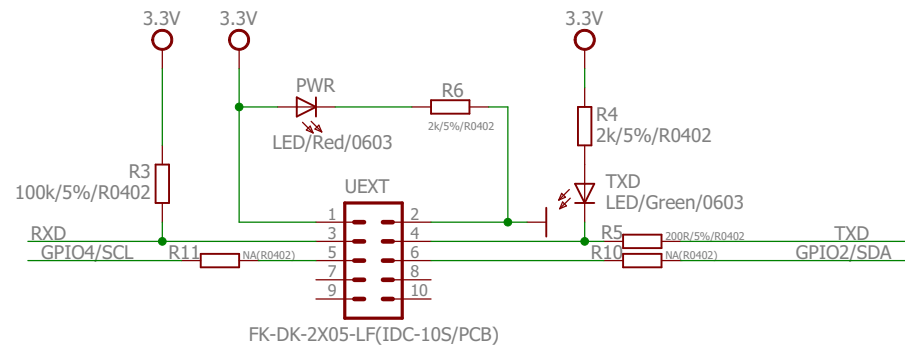 3.3V 3.3V 3.3V
PWR
R6
2k/5%/R0402
LED/Red/0603
R4
2k/5%/R0402
R3
100k/5%/R0402
UEXT
TXD
LED/Green/0603
1 2
RXD 3 4 R5 200R/5%/R0402 TXD
GPIO4/SCL R11 NA(R0402) 5 6 R10 NA(R0402) GPIO2/SDA
7 8
9 10
FK-DK-2X05-LF(IDC-10S/PCB)